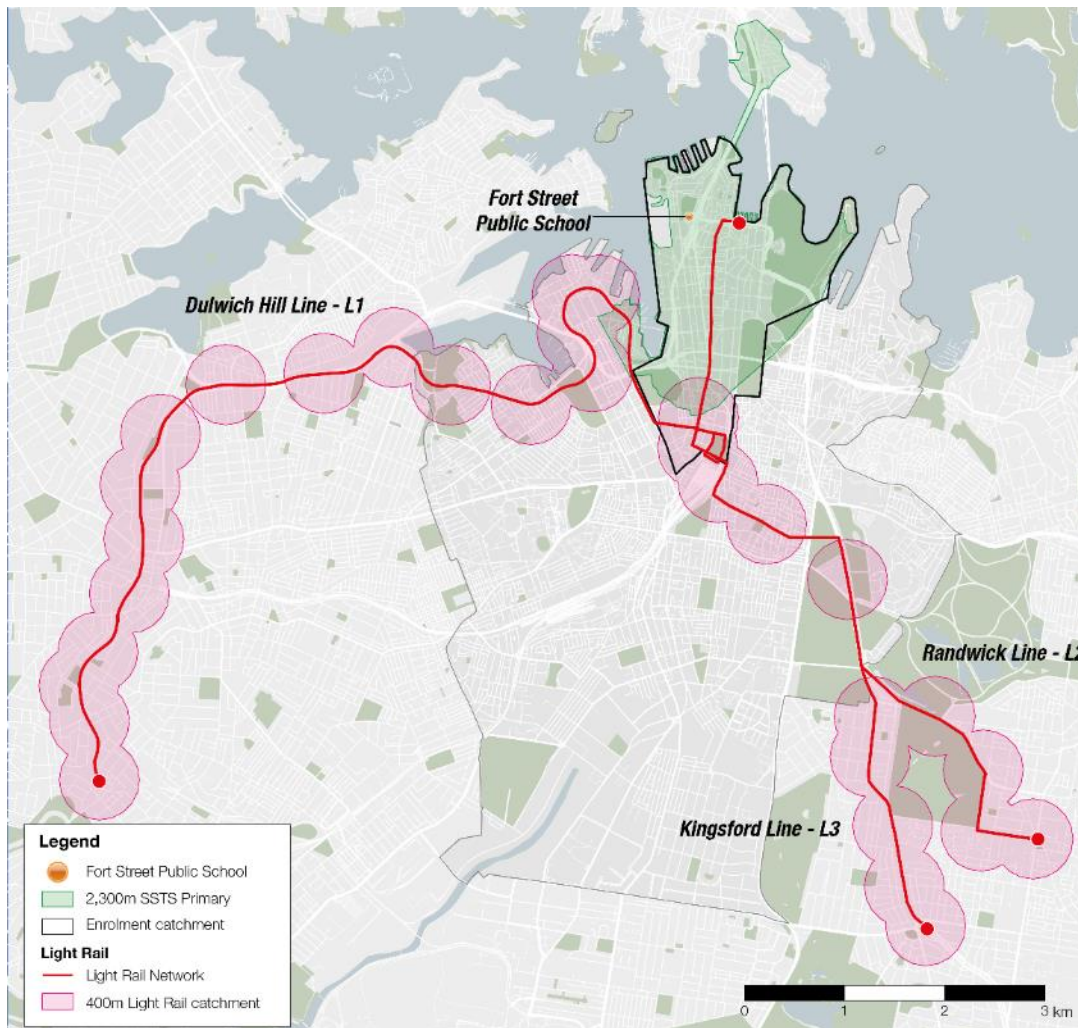 Fort Street
Public School
Dulwich Hill Line - L1
Randwick Line - L2
Kingsford Line - L3
Legend
Fort Street Public School
2,300m SSTS Primary
Enrolment catchment
Light Rail
Light Rail Network
400m Light Rail catchment
0 1 2 3 km